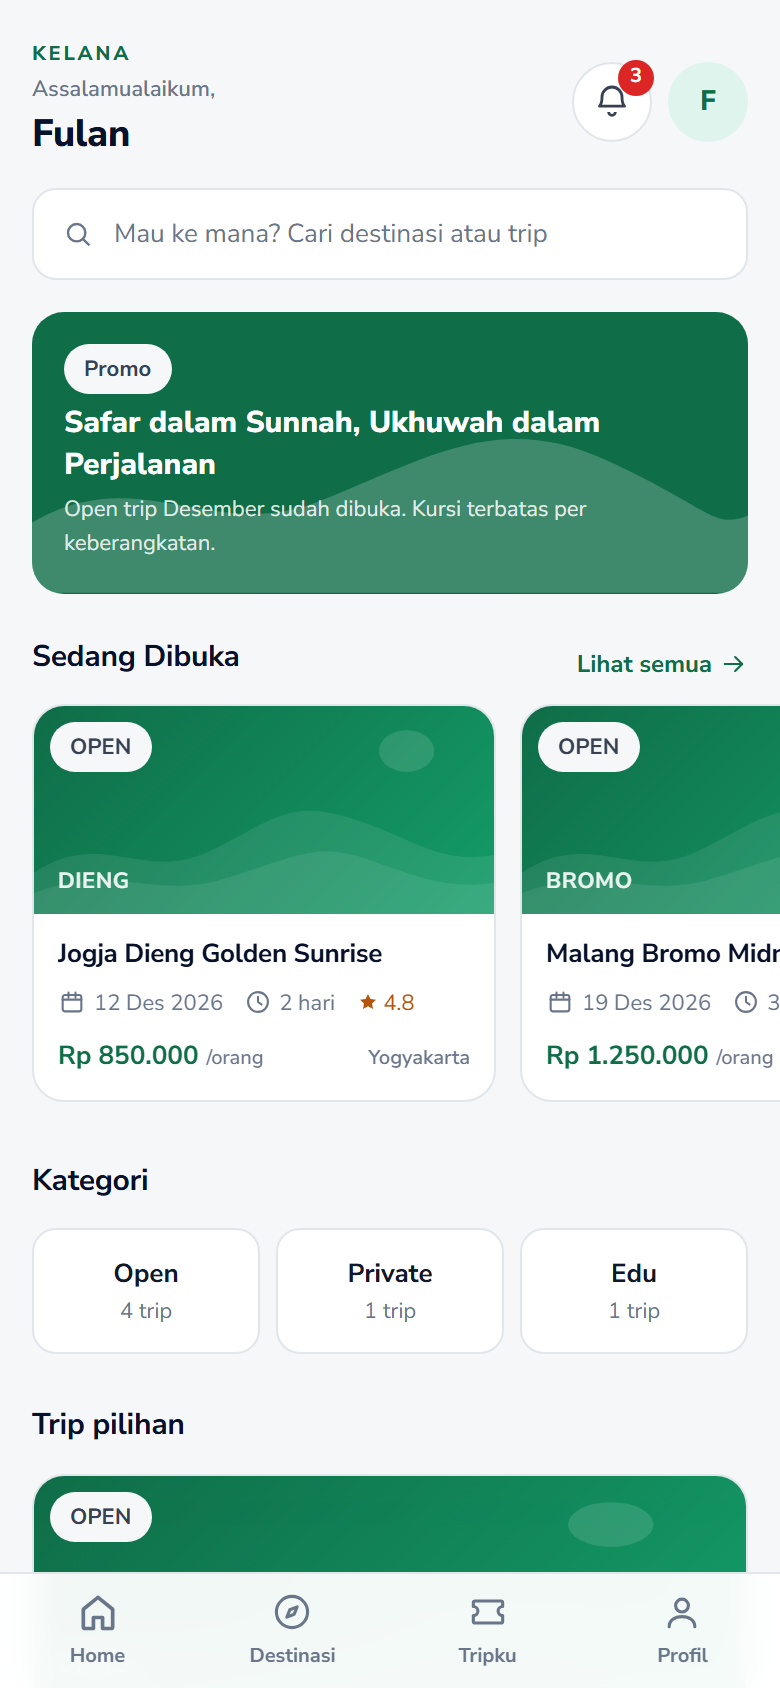 KELANA
Assalamualaikum,
Fulan
3
F
Mau ke mana? Cari destinasi atau trip
Promo
Safar dalam Sunnah, Ukhuwah dalam
Perjalanan
Open trip Desember sudah dibuka. Kursi terbatas per
keberangkatan.
Sedang Dibuka
Lihat semua →
OPEN
DIENG
Jogja Dieng Golden Sunrise
12 Des 2026 2 hari ★ 4.8
Rp 850.000 /orang Yogyakarta
OPEN
BROMO
Malang Bromo Midn
19 Des 2026 3
Rp 1.250.000 /orang
Kategori
Open
4 trip
Private
1 trip
Edu
1 trip
Trip pilihan
OPEN
Home
Destinasi
Tripku
Profil